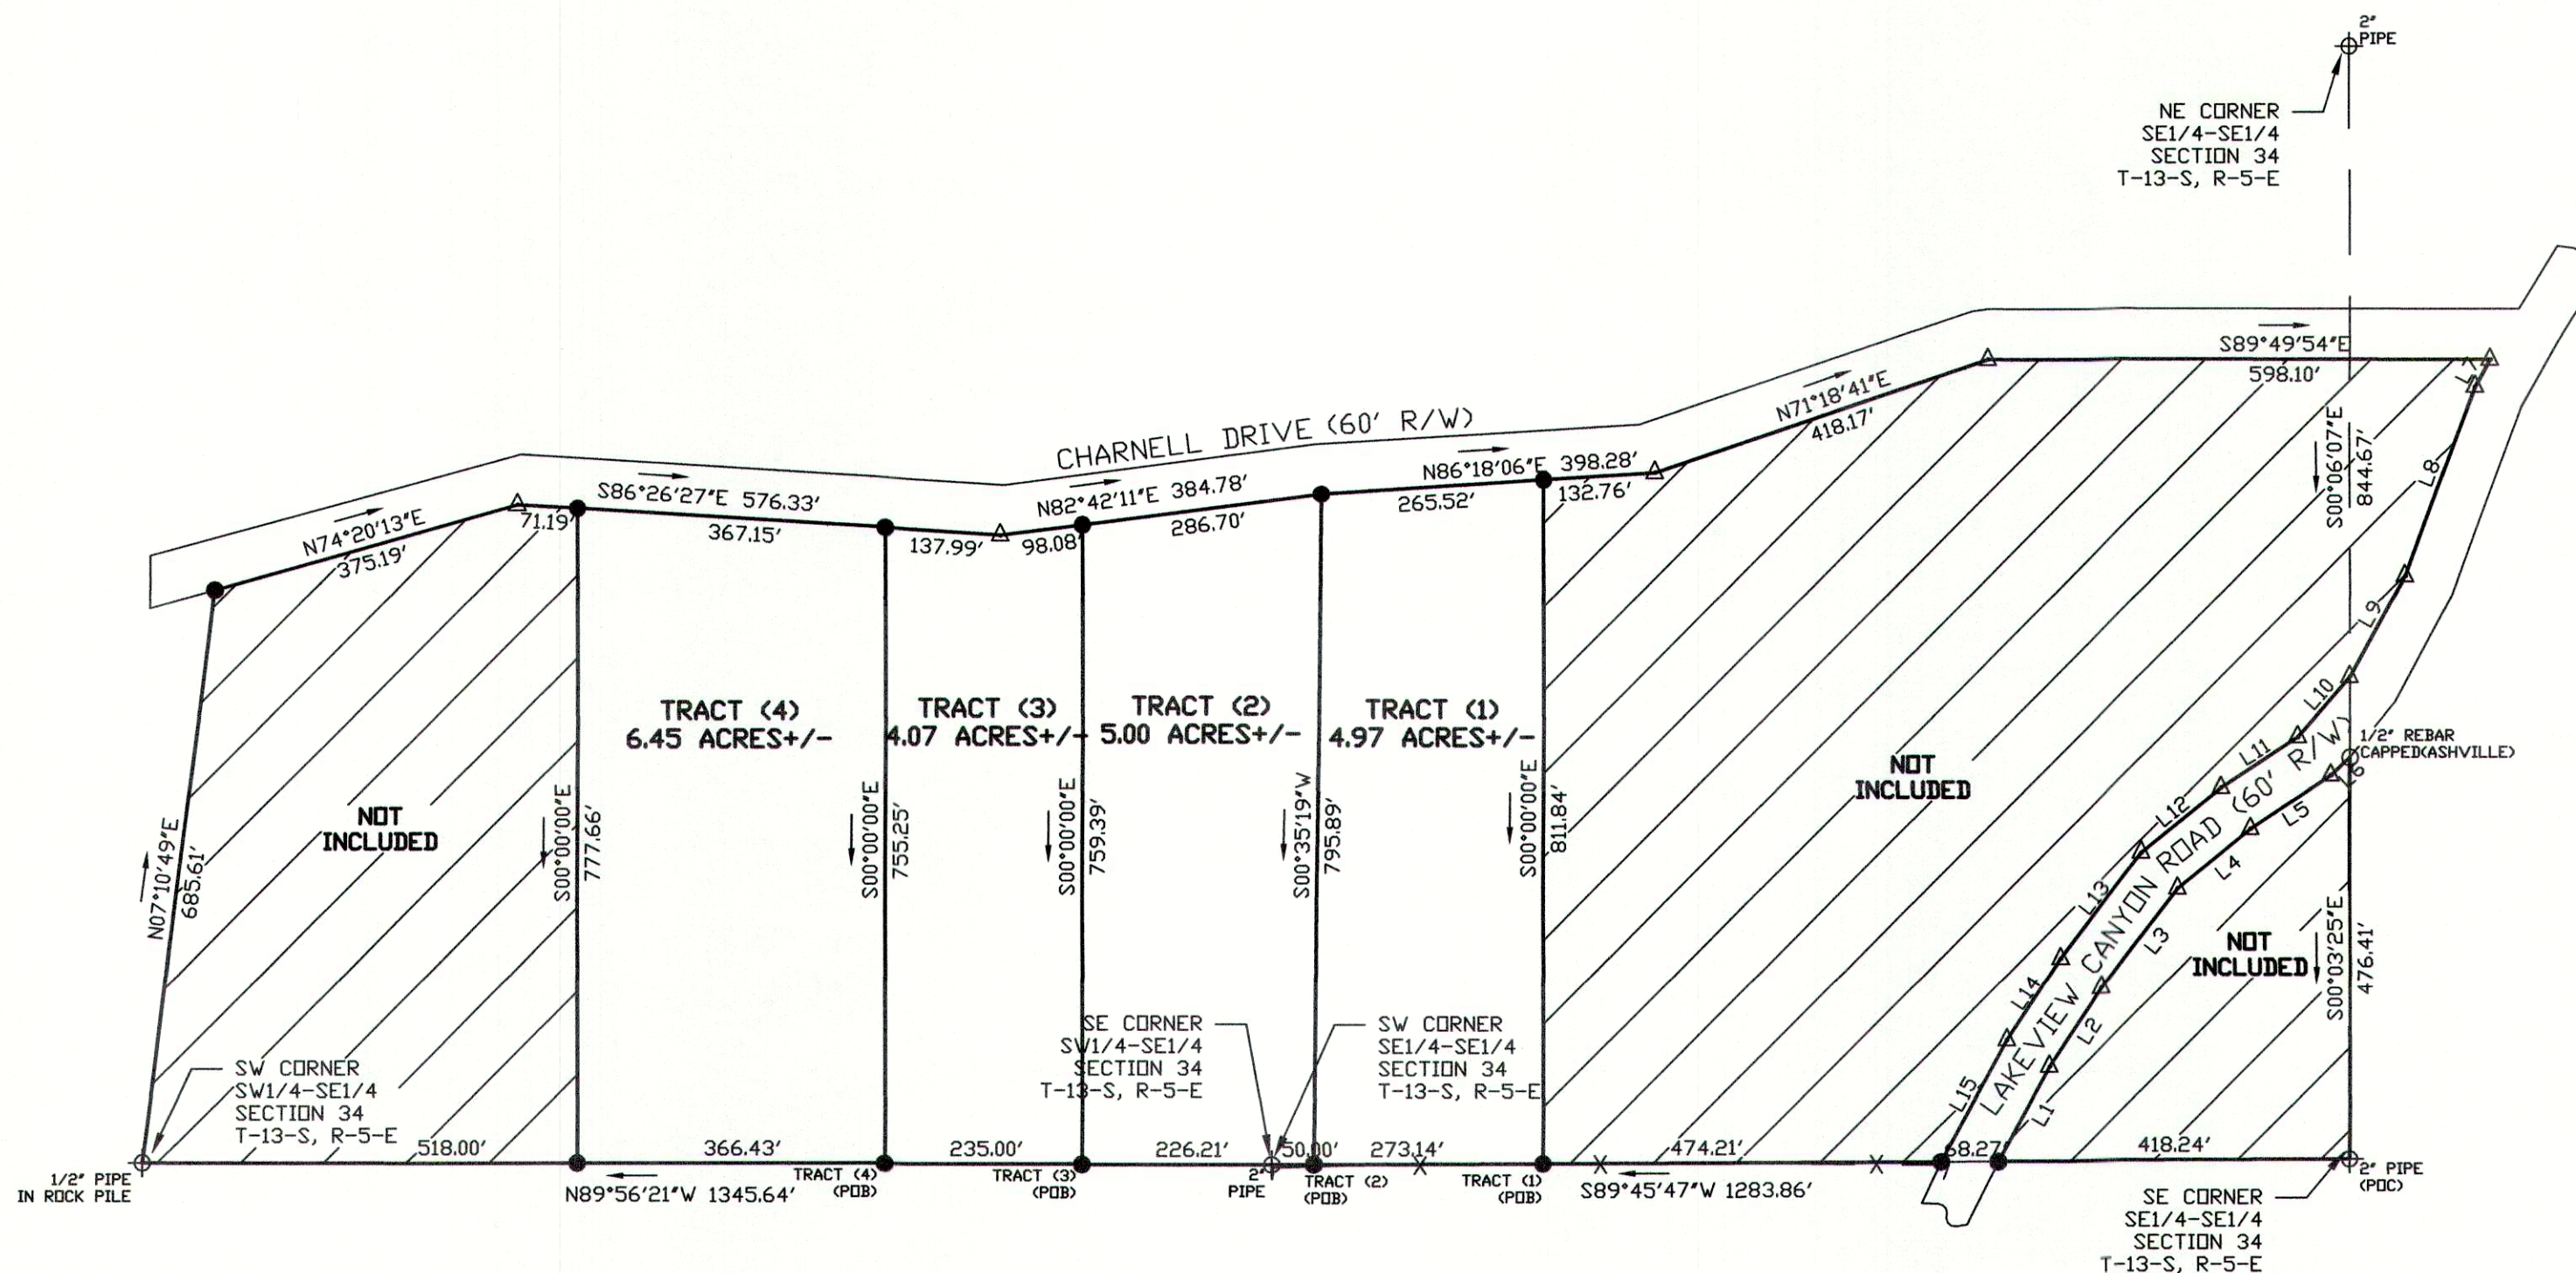 2"
PIPE
NE CORNER
SE1/4-SE1/4
SECTION 34
T-13-S, R-5-E
S89°49'54"E
598.10'
L7
N71°18'41"E
418.17'
S00°06'07"E
844.67'
CHARNELL DRIVE (60' R/W)
N86°18'06"E 398.28'
132.76'
265.52'
N82°42'11"E 384.78'
286.70'
98.08'
S86°26'27"E 576.33'
71.19'
367.15'
137.99'
N74°20'13"E
375.19'
L8
L9
L10
L11
L12
L13
L14
L15
TRACT (4)
6.45 ACRES+/-
TRACT (3)
4.07 ACRES+/-
TRACT (2)
5.00 ACRES+/-
TRACT (1)
4.97 ACRES+/-
NOT
INCLUDED
NOT
INCLUDED
NOT
INCLUDED
1/2" REBAR
CAPPED(ASHVILLE)
L6
L5
L4
L3
L2
L1
LAKEVIEW CANYON ROAD (60' R/W)
N07°10'49"E
685.61'
S00°00'00"E
777.66'
S00°00'00"E
755.25'
S00°00'00"E
759.39'
S00°35'19"W
795.89'
S00°00'00"E
811.84'
S00°03'25"E
476.41'
SW CORNER
SW1/4-SE1/4
SECTION 34
T-13-S, R-5-E
SE CORNER
SW1/4-SE1/4
SECTION 34
T-13-S, R-5-E
SW CORNER
SE1/4-SE1/4
SECTION 34
T-13-S, R-5-E
518.00'
366.43'
235.00'
226.21'
50.00'
273.14'
474.21'
68.27'
418.24'
1/2" PIPE
IN ROCK PILE
N89°56'21"W 1345.64'
TRACT (4)
(POB)
TRACT (3)
(POB)
2"
PIPE
TRACT (2)
(POB)
TRACT (1)
(POB)
S89°45'47"W 1283.86'
2" PIPE
(POC)
SE CORNER
SE1/4-SE1/4
SECTION 34
T-13-S, R-5-E